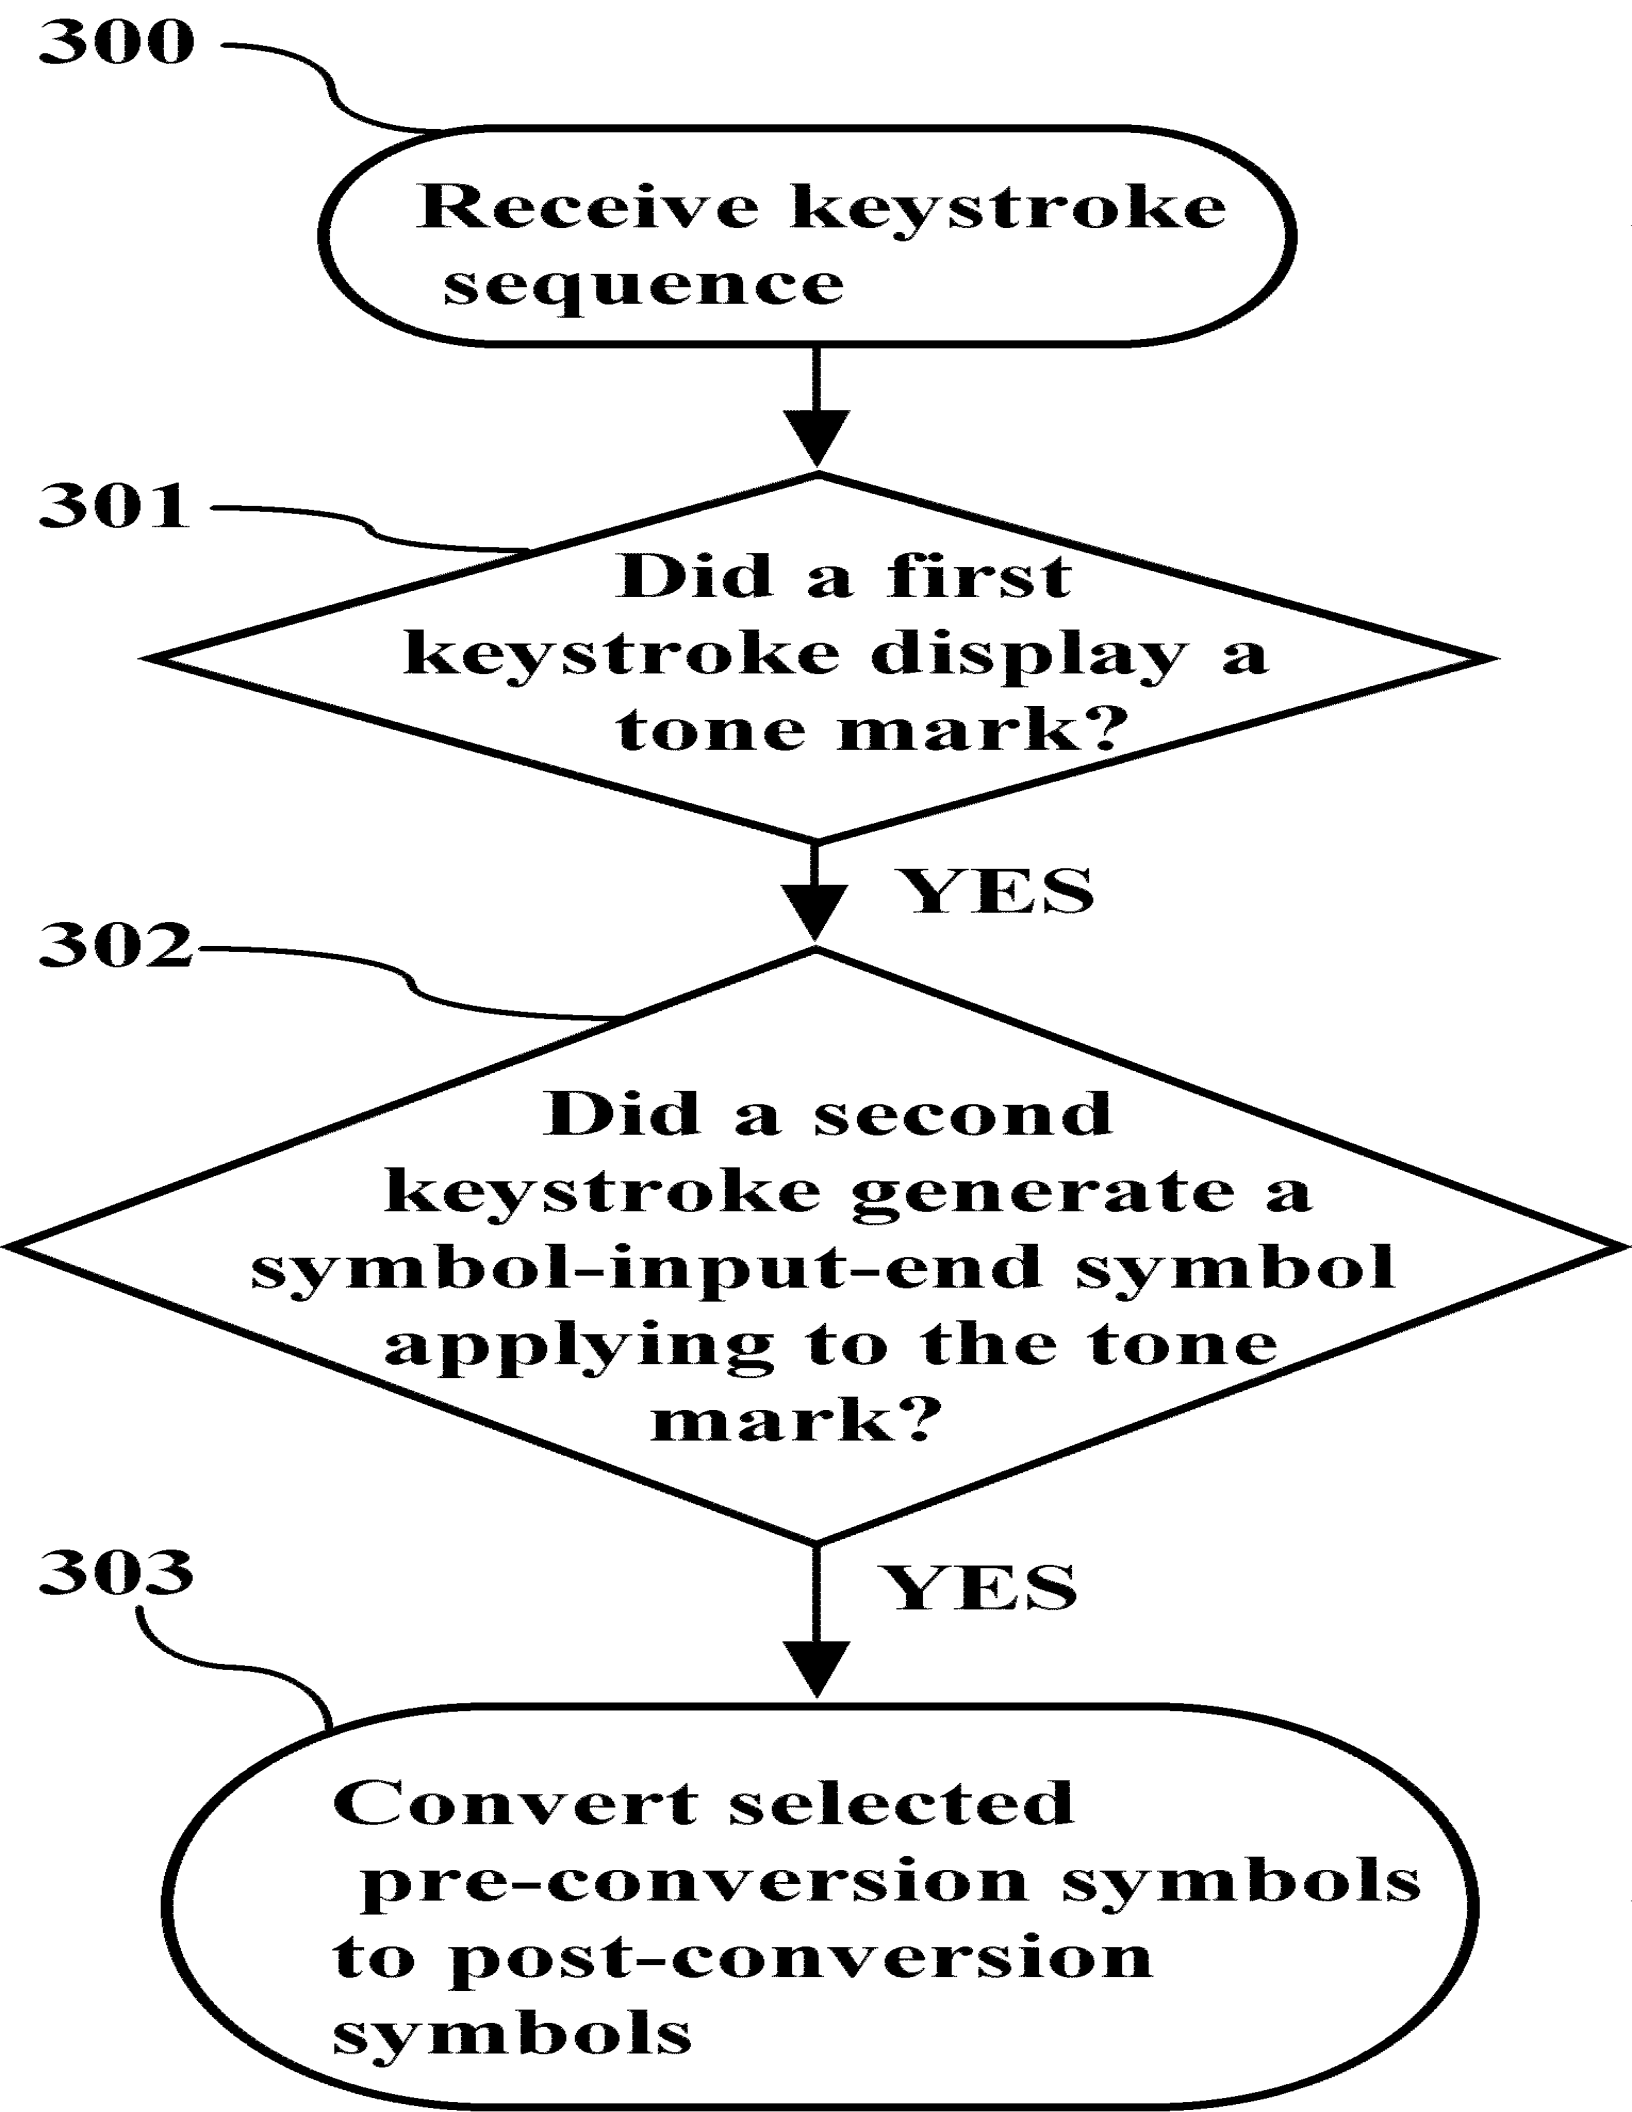 300
Receive keystroke
sequence
301
Did a first
keystroke display a
tone mark?
YES
302
Did a second
keystroke generate a
symbol-input-end symbol
applying to the tone
mark?
YES
303
Convert selected
pre-conversion symbols
to post-conversion
symbols